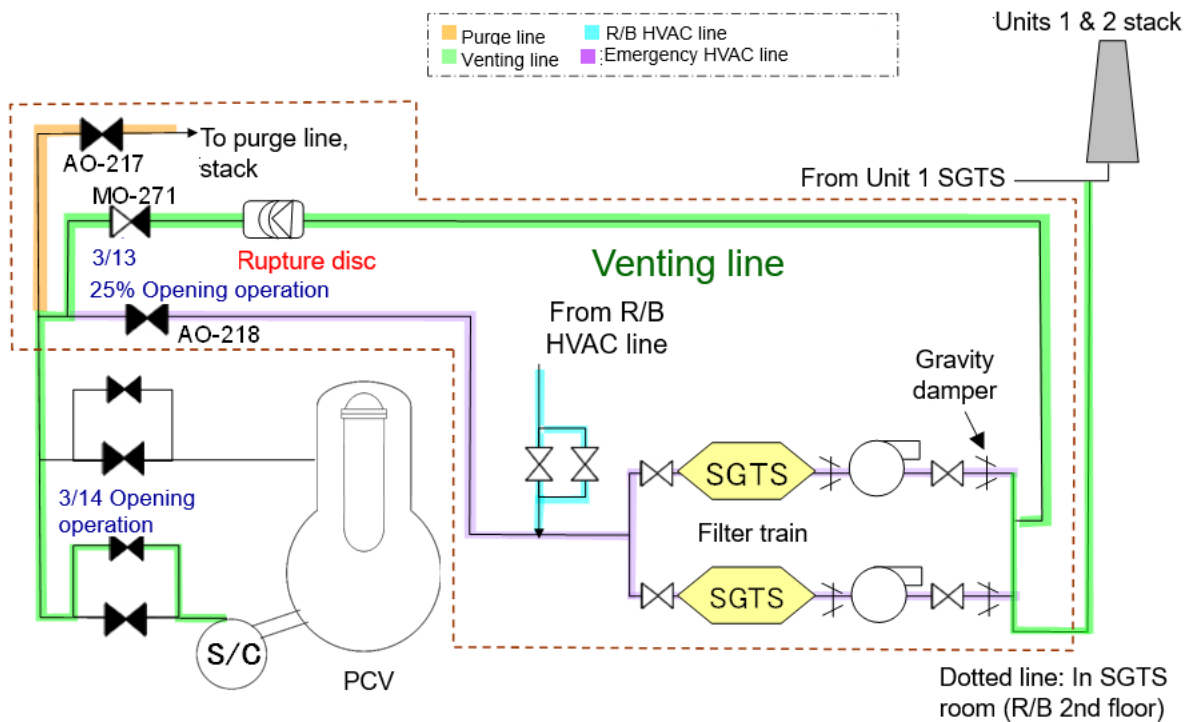 Units 1 & 2 stack
Purge line
R/B HVAC line
Venting line
Emergency HVAC line
To purge line,
stack
AO-217
MO-271
From Unit 1 SGTS
3/13
25% Opening operation
Rupture disc
Venting line
AO-218
From R/B
HVAC line
Gravity
damper
SGTS
3/14 Opening
operation
Filter train
SGTS
S/C
PCV
Dotted line: In SGTS
room (R/B 2nd floor)